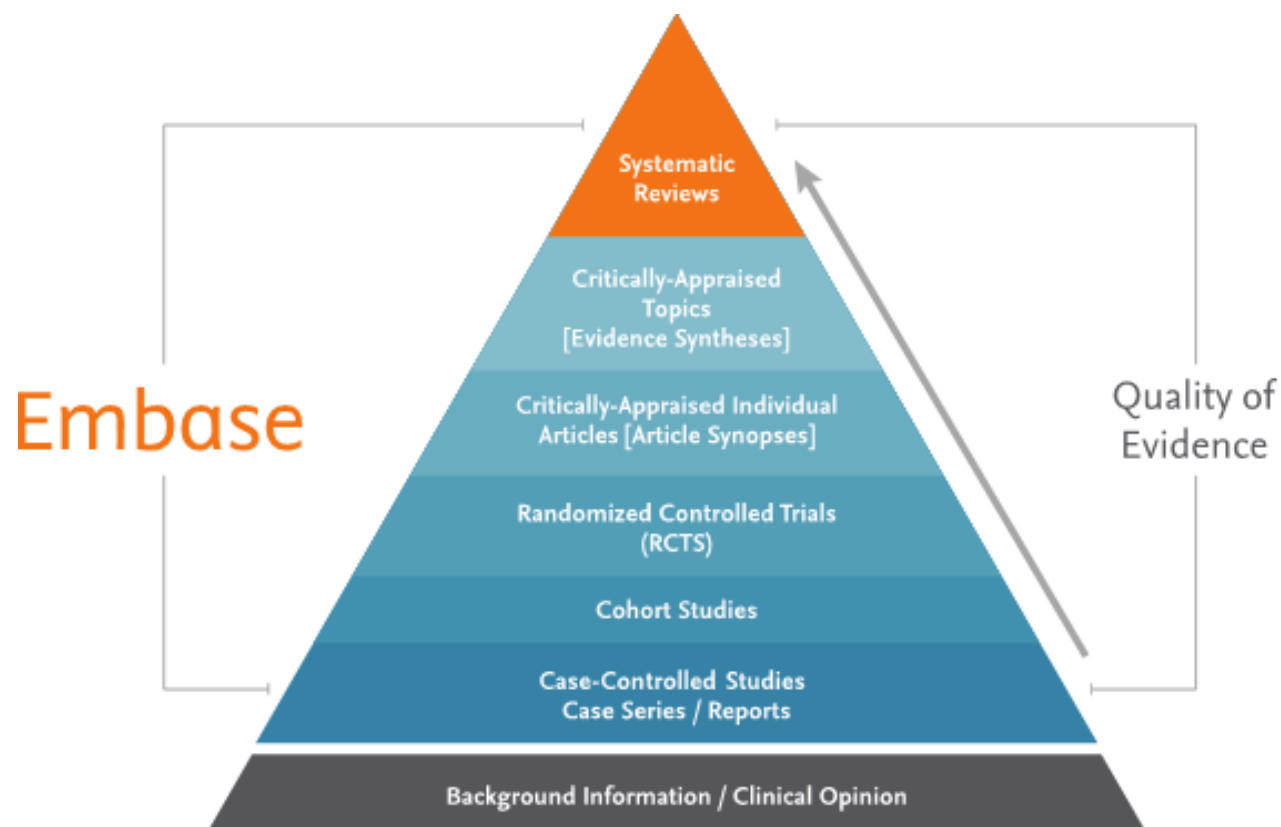 Systematic
Reviews
Critically-Appraised
Topics
[Evidence Syntheses]
Embase
Critically-Appraised Individual
Articles [Article Synopses]
Quality of
Evidence
Randomized Controlled Trials
(RCTS)
Cohort Studies
Case-Controlled Studies
Case Series / Reports
Background Information / Clinical Opinion